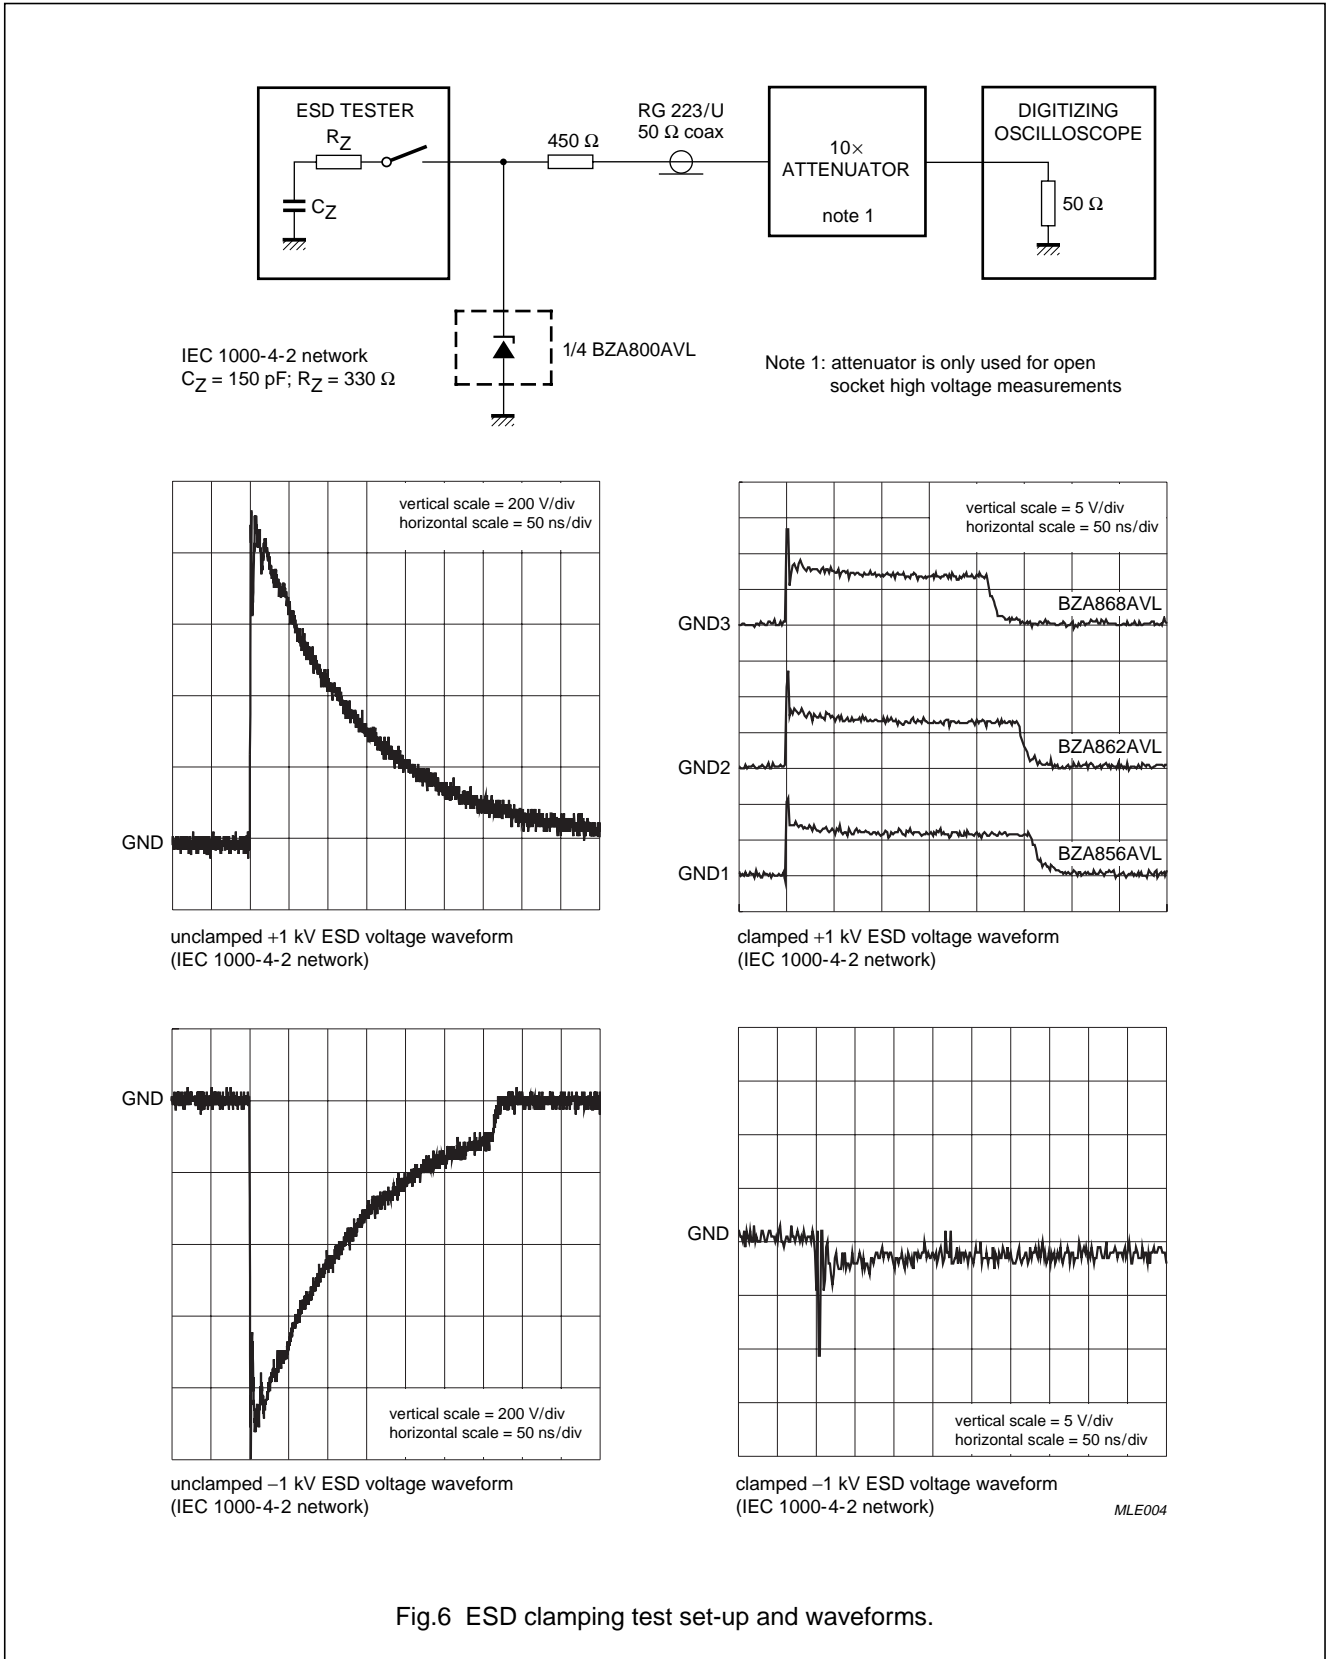 ESD TESTER
RZ
CZ
450 Ω
RG 223/U
50 Ω coax
10×
ATTENUATOR
note 1
DIGITIZING
OSCILLOSCOPE
50 Ω
1/4 BZA800AVL
IEC 1000-4-2 network
CZ = 150 pF; RZ = 330 Ω
Note 1: attenuator is only used for open
socket high voltage measurements
vertical scale = 200 V/div
horizontal scale = 50 ns/div
GND
unclamped +1 kV ESD voltage waveform
(IEC 1000-4-2 network)
vertical scale = 5 V/div
horizontal scale = 50 ns/div
GND3
BZA868AVL
GND2
BZA862AVL
GND1
BZA856AVL
clamped +1 kV ESD voltage waveform
(IEC 1000-4-2 network)
GND
vertical scale = 200 V/div
horizontal scale = 50 ns/div
unclamped −1 kV ESD voltage waveform
(IEC 1000-4-2 network)
GND
vertical scale = 5 V/div
horizontal scale = 50 ns/div
clamped −1 kV ESD voltage waveform
(IEC 1000-4-2 network)
MLE004
Fig.6 ESD clamping test set-up and waveforms.